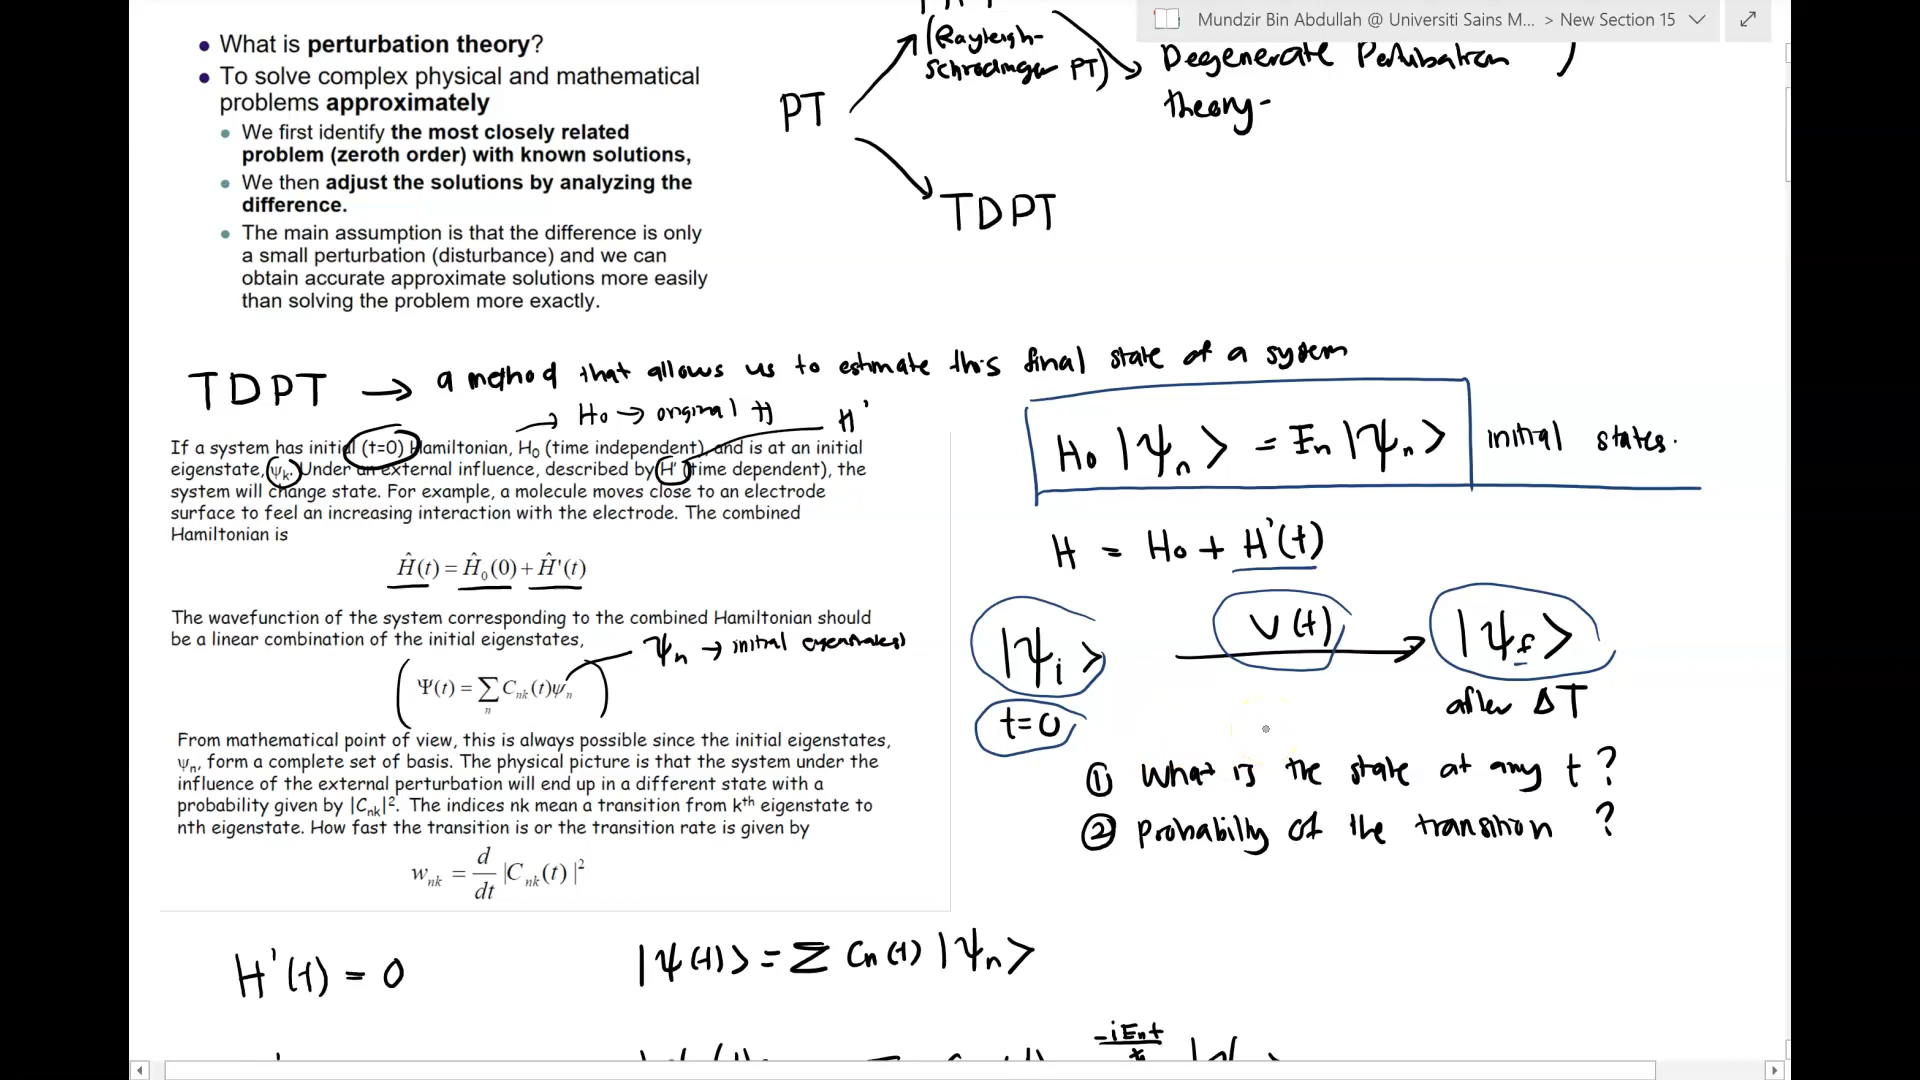 Mundzir Bin Abdullah @ Universiti Sains M... > New Section 15
• What is perturbation theory?
• To solve complex physical and mathematical
problems approximately
• We first identify the most closely related
problem (zeroth order) with known solutions,
• We then adjust the solutions by analyzing the
difference.
• The main assumption is that the difference is only
a small perturbation (disturbance) and we can
obtain accurate approximate solutions more easily
than solving the problem more exactly.
PT
(Rayleigh-
Schrodinger PT)
Degenerate Pertubation
theory-
TDPT
TDPT → a method that allows us to estimate this final state of a system
→ H₀ → original H
H'
If a system has initial (t=0) Hamiltonian, H₀ (time independent), and is at an initial
eigenstate, ψₖ. Under an external influence, described by H' (time dependent), the
system will change state. For example, a molecule moves close to an electrode
surface to feel an increasing interaction with the electrode. The combined
Hamiltonian is
Ĥ(t) = Ĥ₀(0) + Ĥ'(t)
The wavefunction of the system corresponding to the combined Hamiltonian should
be a linear combination of the initial eigenstates,
ψₙ → initial eigenstates)
(Ψ(t) = ∑ₙ Cₙₖ(t)ψₙ)
From mathematical point of view, this is always possible since the initial eigenstates,
ψₙ, form a complete set of basis. The physical picture is that the system under the
influence of the external perturbation will end up in a different state with a
probability given by |Cₙₖ|². The indices nk mean a transition from kᵗʰ eigenstate to
nth eigenstate. How fast the transition is or the transition rate is given by
wₙₖ = d/dt |Cₙₖ(t)|²
H₀ |ψₙ> = Eₙ |ψₙ> initial states.
H = H₀ + H'(t)
|ψᵢ> V(t) → |ψ_f>
t=0
after ΔT
① What is the state at any t?
② Probability of the transition ?
H'(t) = 0
|ψ(t)> = Σ Cₙ(t) |ψₙ>
-iEₙt